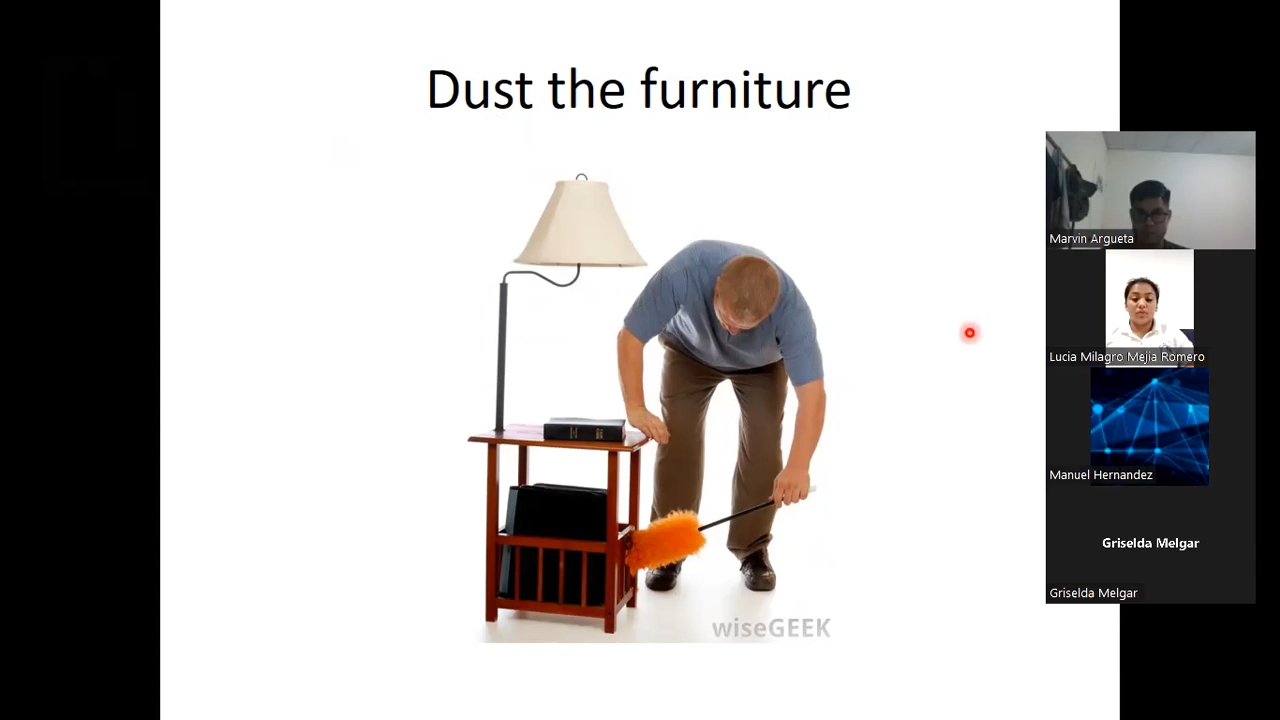 Dust the furniture
Marvin Argueta
Lucia Milagro Mejia Romero
Manuel Hernandez
Griselda Melgar
Griselda Melgar
wiseGEEK